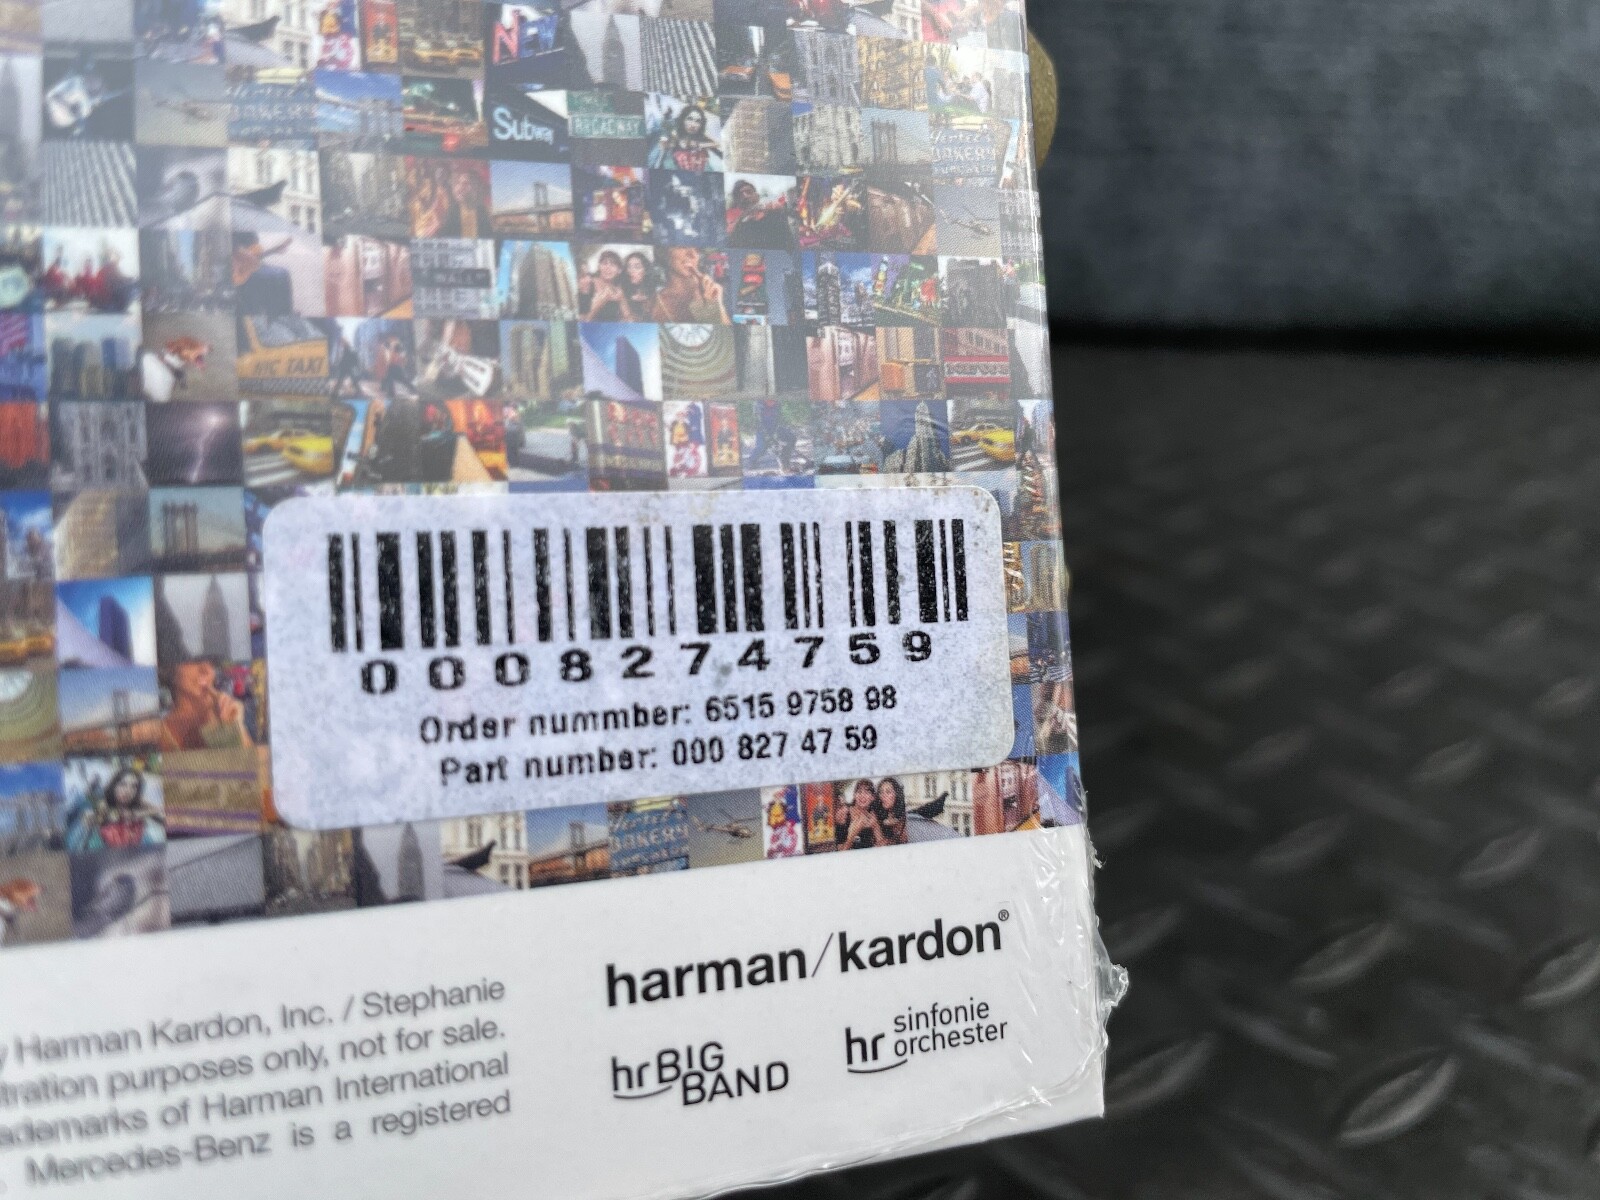 Subway
BROADWAY
BAKERY
NYC TAXI
BAKERY
0008274759
Order nummber: 6515 9758 98
Part number: 000 827 47 59
harman/kardon®
hr BIG BAND
hr sinfonie orchester
y Harman Kardon, Inc. / Stephanie
tration purposes only, not for sale.
ademarks of Harman International
Mercedes-Benz is a registered